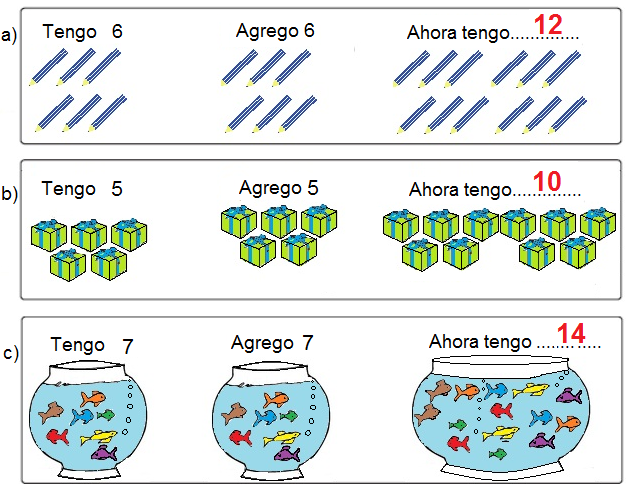 a) Tengo 6 Agrego 6 Ahora tengo..............12
b) Tengo 5 Agrego 5 Ahora tengo..............10
c) Tengo 7 Agrego 7 Ahora tengo .............14